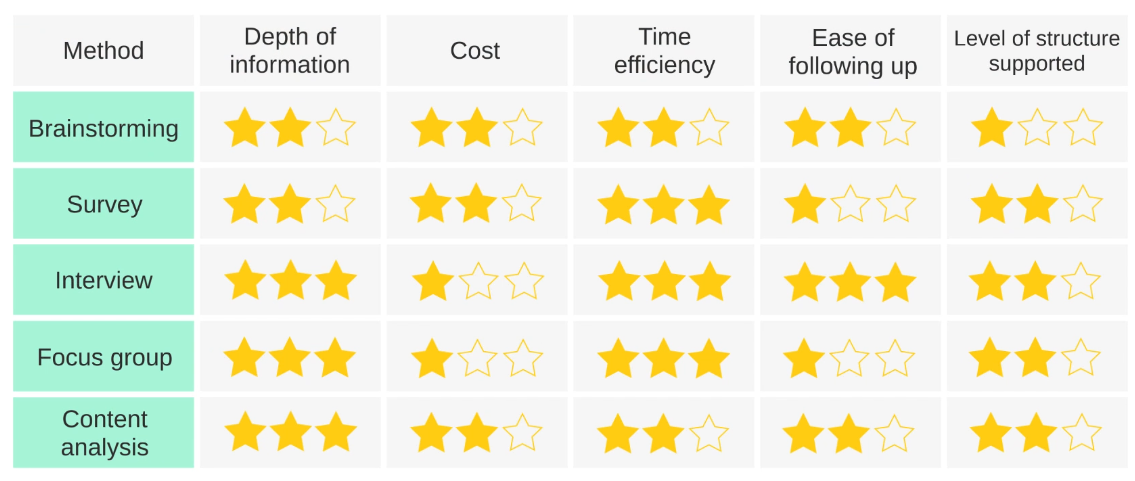 Method
Depth of
information
Cost
Time
efficiency
Ease of
following up
Level of structure
supported
Brainstorming
Survey
Interview
Focus group
Content
analysis